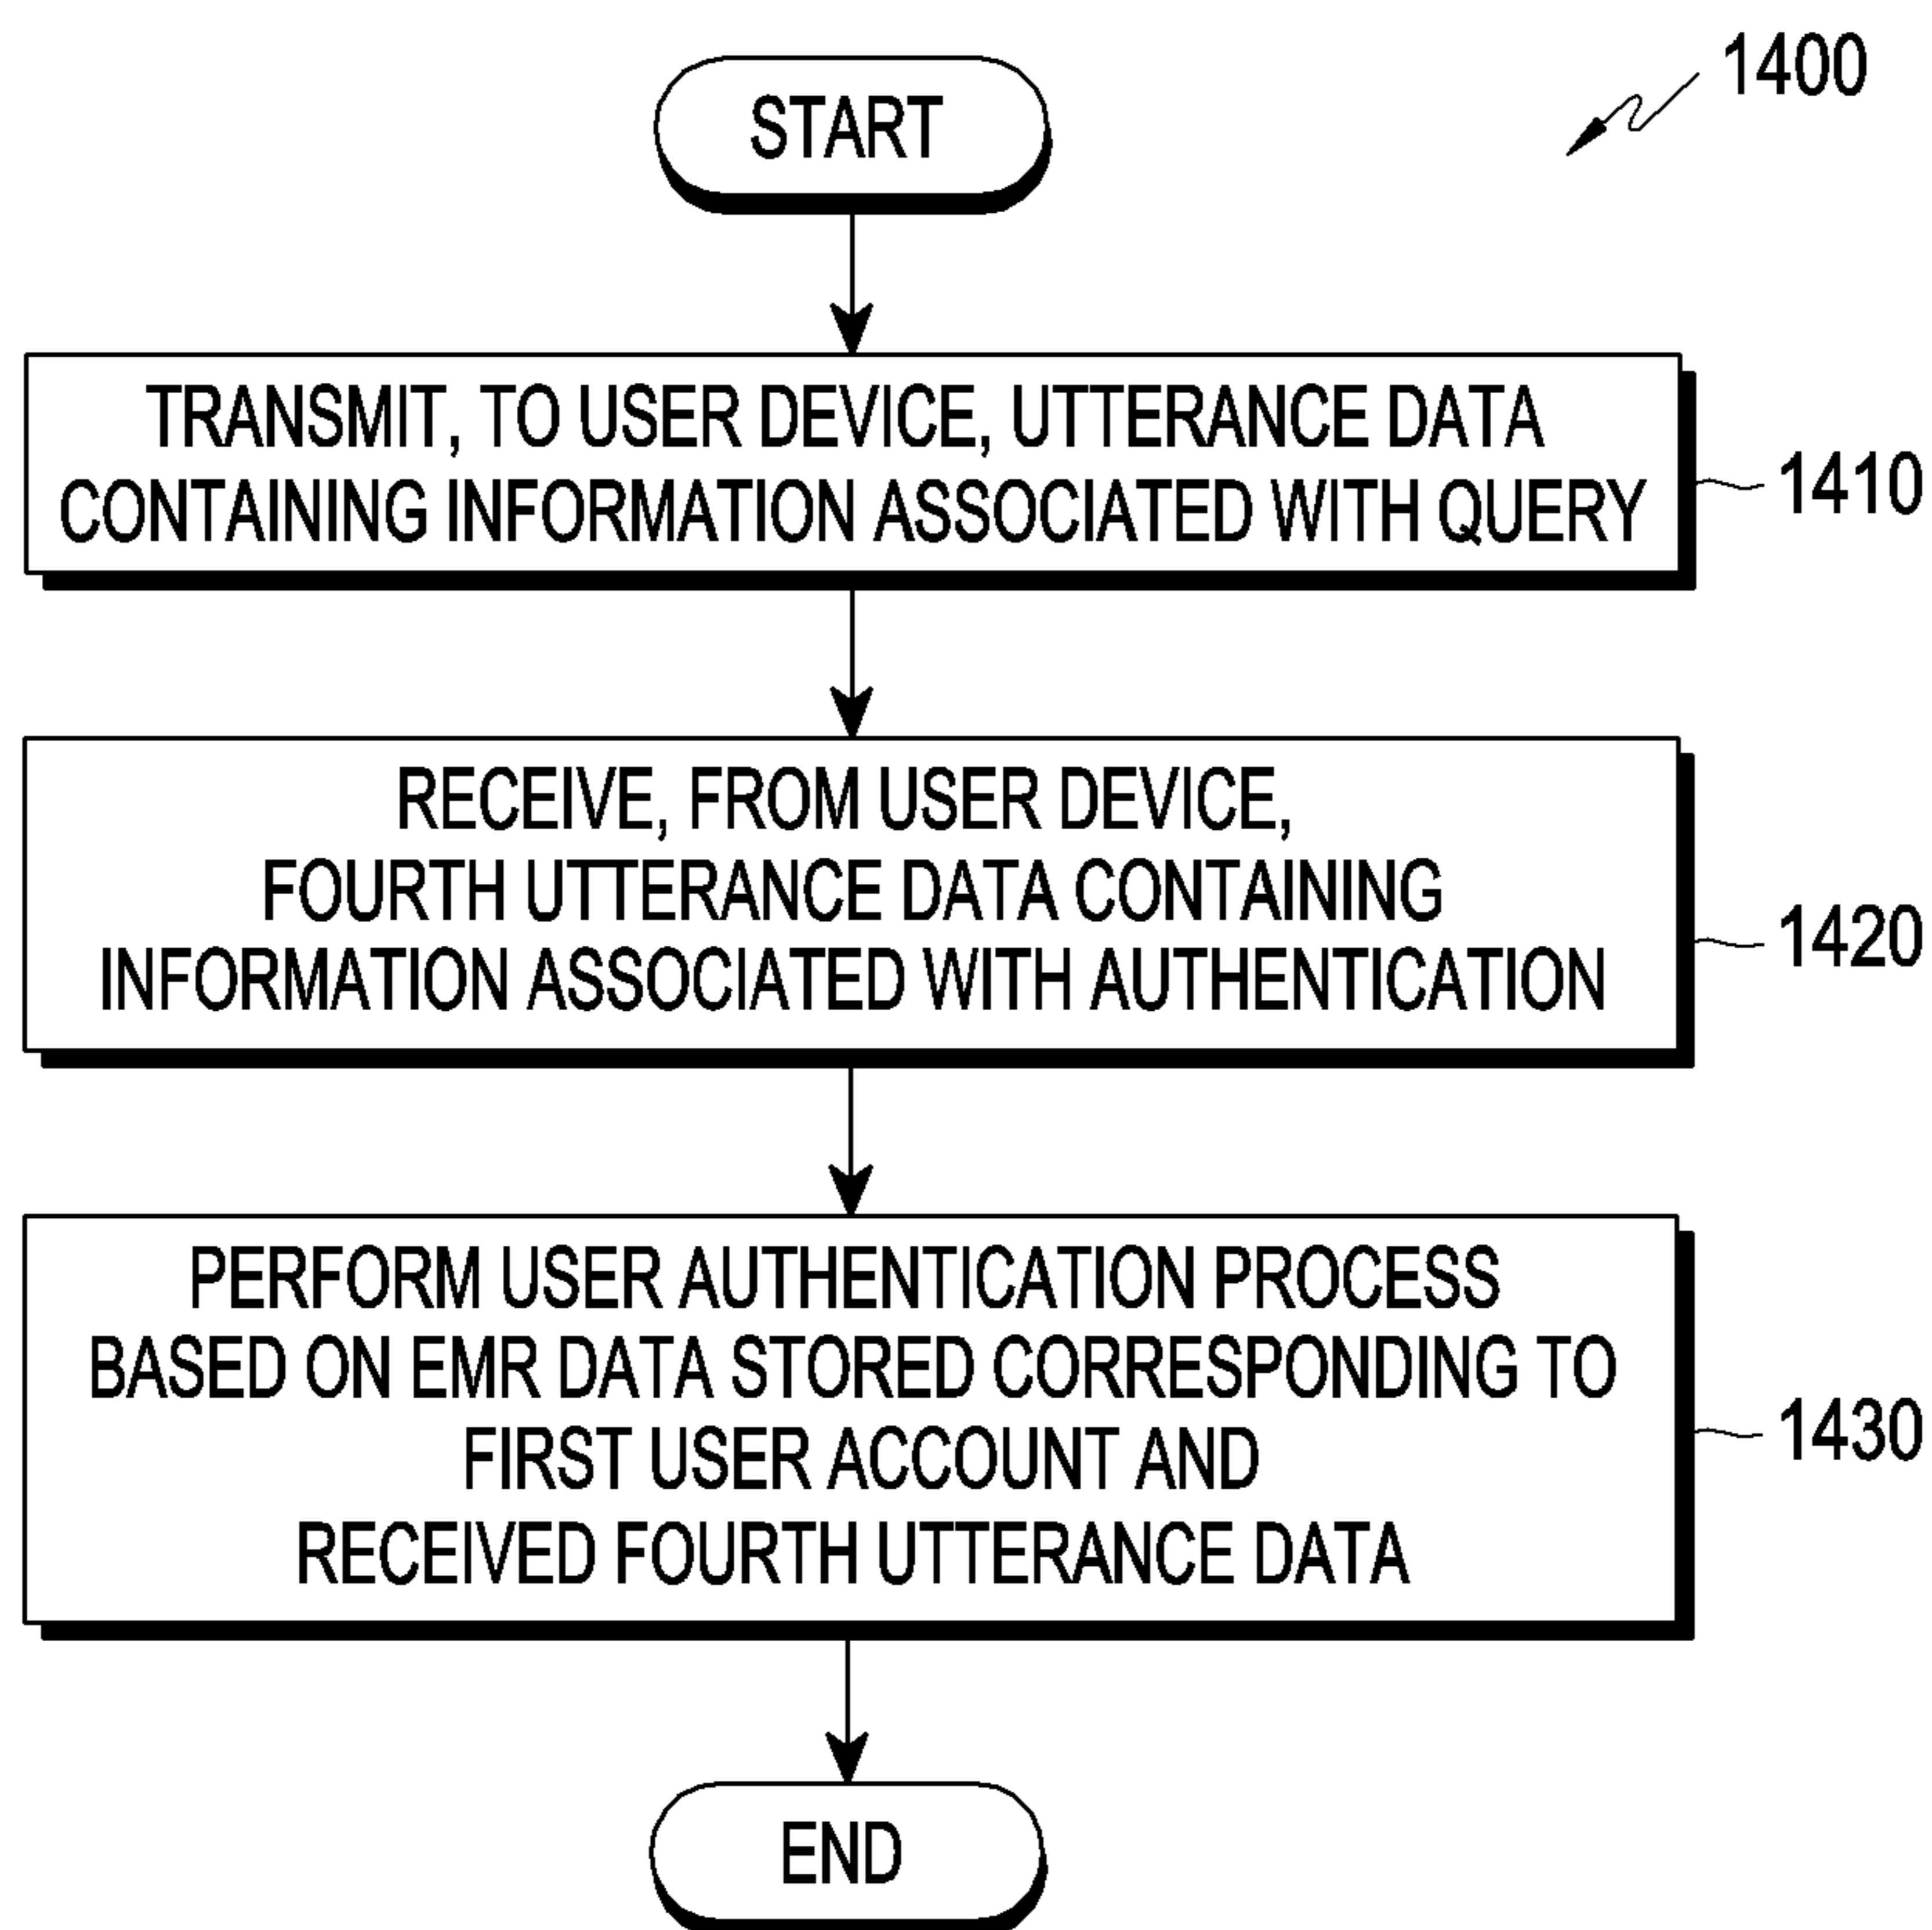 1400
START
TRANSMIT, TO USER DEVICE, UTTERANCE DATA
CONTAINING INFORMATION ASSOCIATED WITH QUERY
1410
RECEIVE, FROM USER DEVICE,
FOURTH UTTERANCE DATA CONTAINING
INFORMATION ASSOCIATED WITH AUTHENTICATION
1420
PERFORM USER AUTHENTICATION PROCESS
BASED ON EMR DATA STORED CORRESPONDING TO
FIRST USER ACCOUNT AND
RECEIVED FOURTH UTTERANCE DATA
1430
END